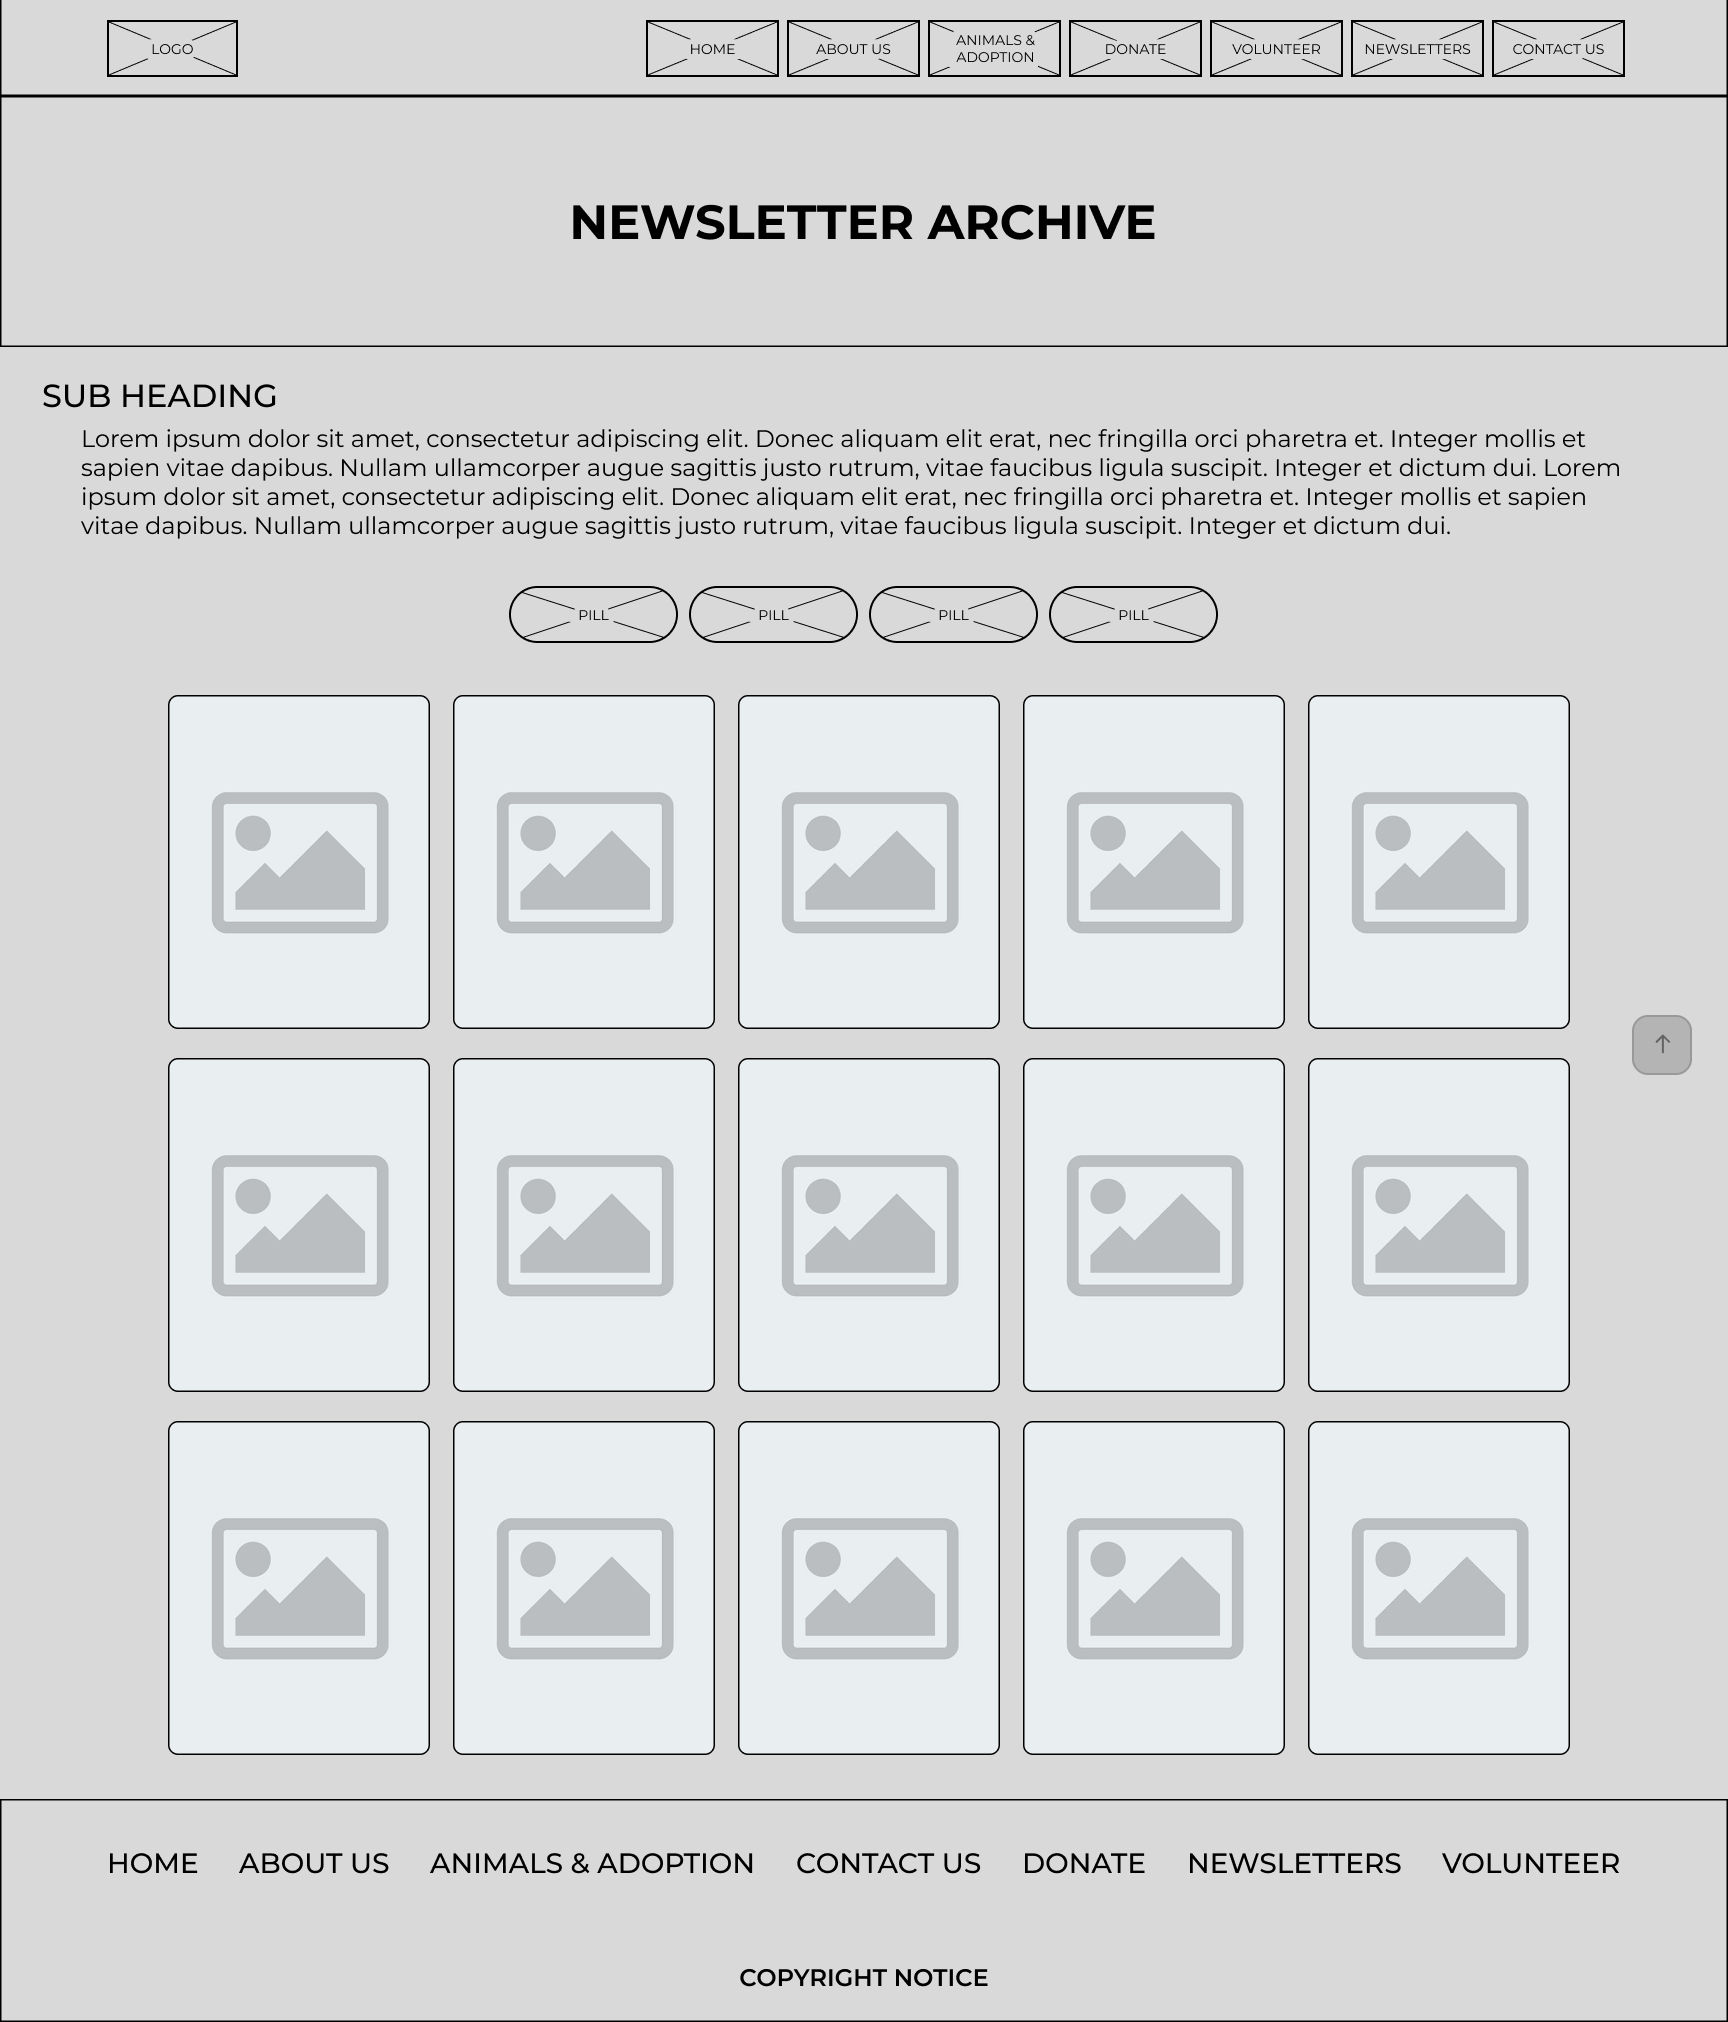 LOGO
HOME
ABOUT US
ANIMALS &
ADOPTION
DONATE
VOLUNTEER
NEWSLETTERS
CONTACT US
NEWSLETTER ARCHIVE
SUB HEADING
Lorem ipsum dolor sit amet, consectetur adipiscing elit. Donec aliquam elit erat, nec fringilla orci pharetra et. Integer mollis et
sapien vitae dapibus. Nullam ullamcorper augue sagittis justo rutrum, vitae faucibus ligula suscipit. Integer et dictum dui. Lorem
ipsum dolor sit amet, consectetur adipiscing elit. Donec aliquam elit erat, nec fringilla orci pharetra et. Integer mollis et sapien
vitae dapibus. Nullam ullamcorper augue sagittis justo rutrum, vitae faucibus ligula suscipit. Integer et dictum dui.
PILL
PILL
PILL
PILL
HOME
ABOUT US
ANIMALS & ADOPTION
CONTACT US
DONATE
NEWSLETTERS
VOLUNTEER
COPYRIGHT NOTICE